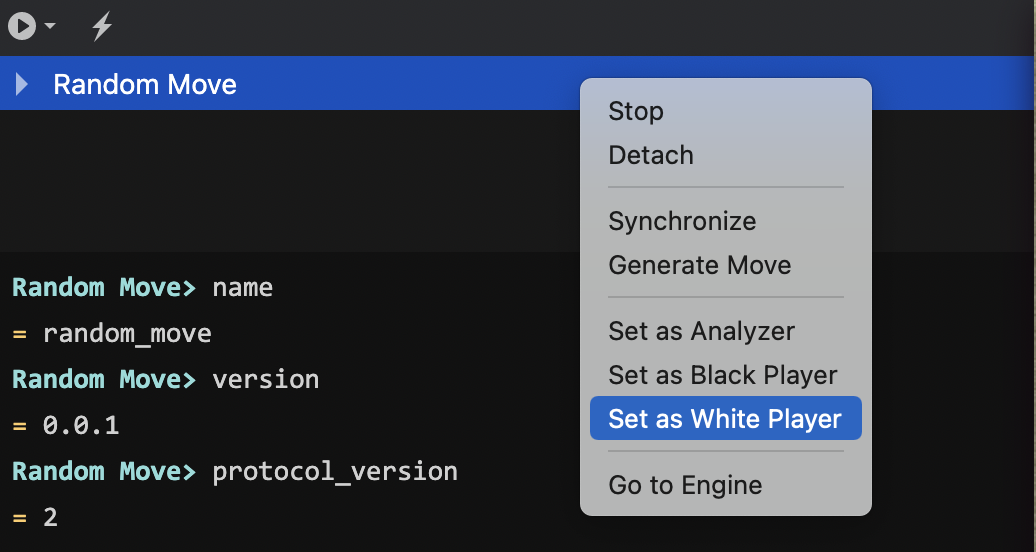 Random Move
Stop
Detach
Synchronize
Generate Move
Set as Analyzer
Set as Black Player
Set as White Player
Go to Engine
Random Move> name
= random_move
Random Move> version
= 0.0.1
Random Move> protocol_version
= 2